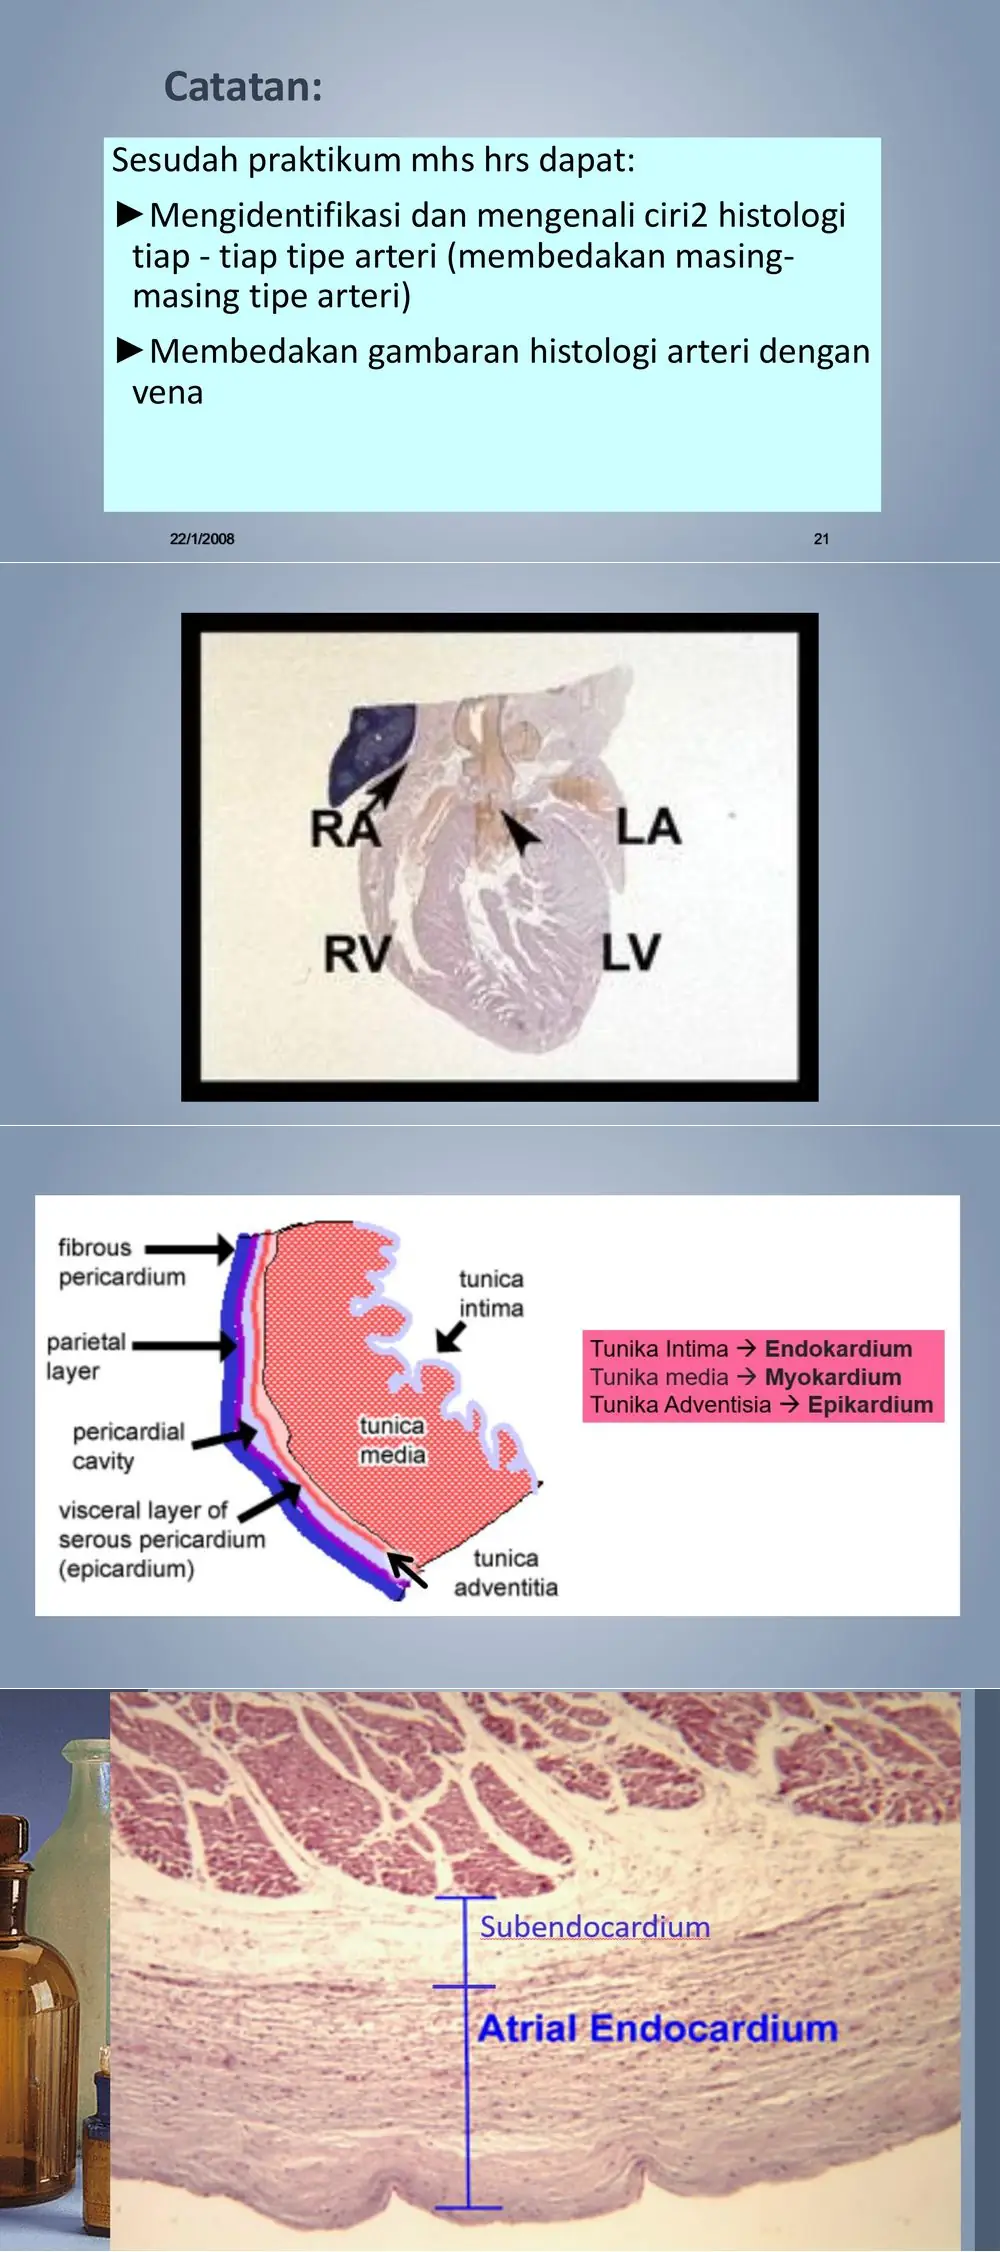 Catatan:
Sesudah praktikum mhs hrs dapat:
►Mengidentifikasi dan mengenali ciri2 histologi
tiap - tiap tipe arteri (membedakan masing-
masing tipe arteri)
►Membedakan gambaran histologi arteri dengan
vena
22/1/2008
21
RA
LA
RV
LV
fibrous
pericardium
parietal
layer
pericardial
cavity
visceral layer of
serous pericardium
(epicardium)
tunica
intima
tunica
media
tunica
adventitia
Tunika Intima → Endokardium
Tunika media → Myokardium
Tunika Adventisia → Epikardium
Subendocardium
Atrial Endocardium